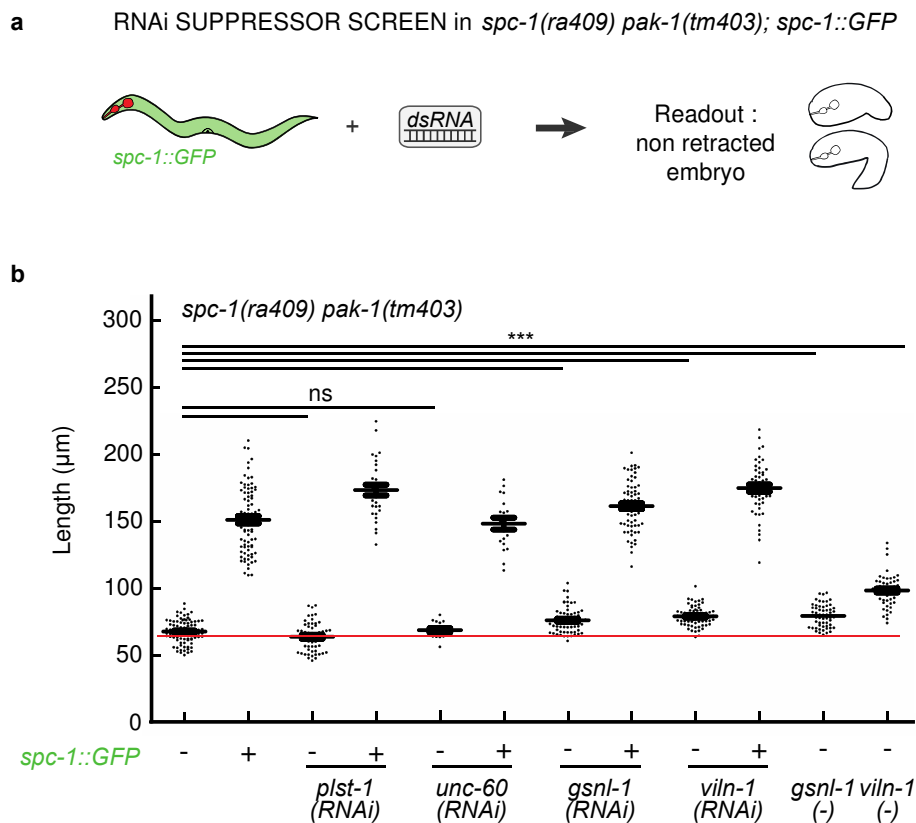 a RNAi SUPPRESSOR SCREEN in spc-1(ra409) pak-1(tm403); spc-1::GFP
spc-1::GFP
+
dsRNA
Readout :
non retracted
embryo
b
spc-1(ra409) pak-1(tm403)
***
ns
Length (µm)
300
250
200
150
100
50
0
spc-1::GFP - + - + - + - + - + - -
plst-1 unc-60 gsnl-1 viln-1 gsnl-1 viln-1
(RNAi) (RNAi) (RNAi) (RNAi) (-) (-)